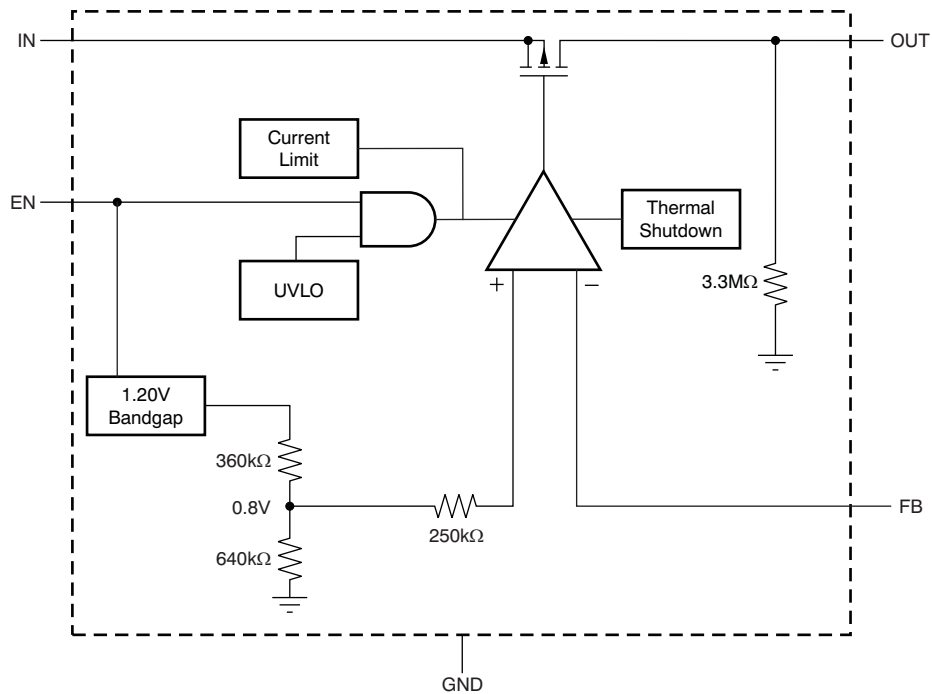 IN
OUT
Current
Limit
EN
Thermal
Shutdown
UVLO
+
−
3.3MΩ
1.20V
Bandgap
360kΩ
0.8V
250kΩ
FB
640kΩ
GND